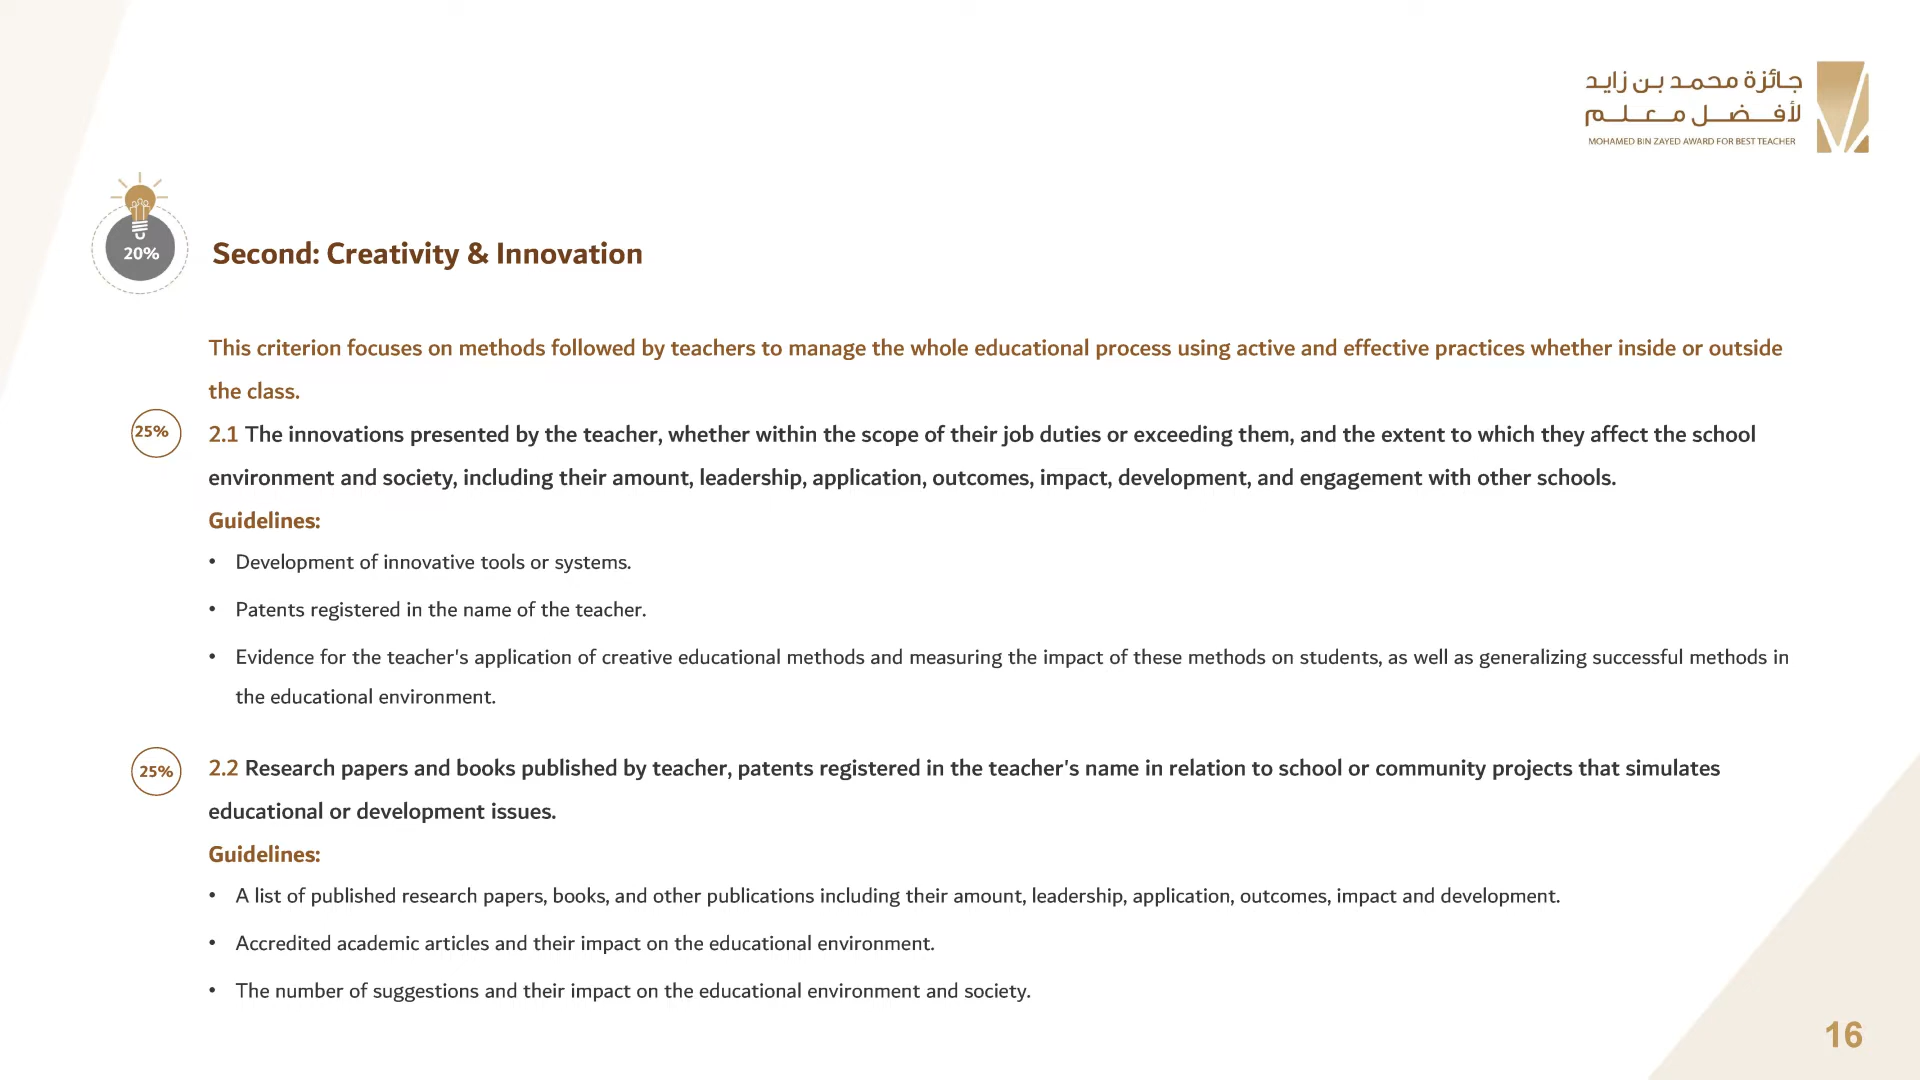 جائزة محمد بن زايد
لأفضل معلم
MOHAMED BIN ZAYED AWARD FOR BEST TEACHER
20%
Second: Creativity & Innovation
This criterion focuses on methods followed by teachers to manage the whole educational process using active and effective practices whether inside or outside
the class.
25%
2.1 The innovations presented by the teacher, whether within the scope of their job duties or exceeding them, and the extent to which they affect the school
environment and society, including their amount, leadership, application, outcomes, impact, development, and engagement with other schools.
Guidelines:
• Development of innovative tools or systems.
• Patents registered in the name of the teacher.
• Evidence for the teacher's application of creative educational methods and measuring the impact of these methods on students, as well as generalizing successful methods in
the educational environment.
25%
2.2 Research papers and books published by teacher, patents registered in the teacher's name in relation to school or community projects that simulates
educational or development issues.
Guidelines:
• A list of published research papers, books, and other publications including their amount, leadership, application, outcomes, impact and development.
• Accredited academic articles and their impact on the educational environment.
• The number of suggestions and their impact on the educational environment and society.
16